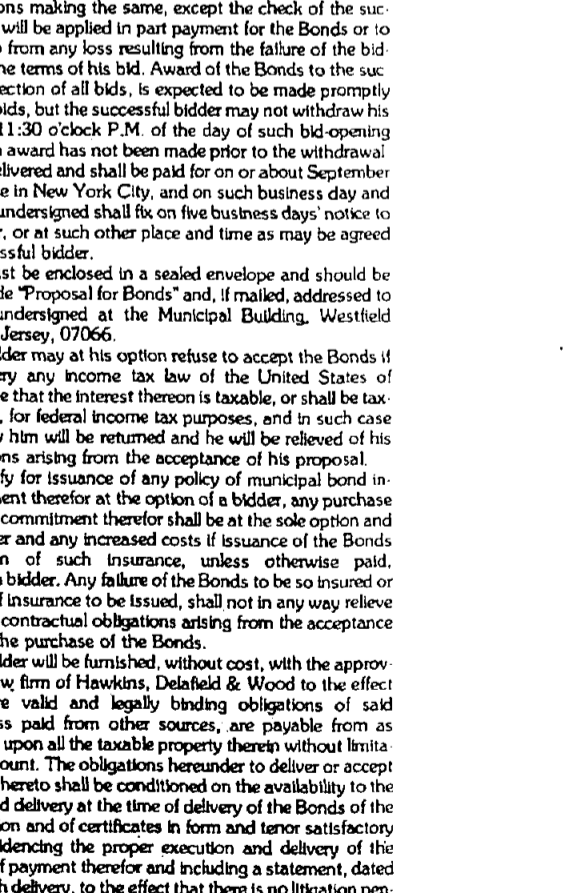 ons making the same, except the check of the suc-
will be applied in part payment for the Bonds or to
from any loss resulting from the failure of the bid-
he terms of his bid. Award of the Bonds to the suc
ection of all bids, is expected to be made promptly
bids, but the successful bidder may not withdraw his
11:30 o'clock P.M. of the day of such bid-opening
award has not been made prior to the withdrawal
elivered and shall be paid for on or about September
e in New York City, and on such business day and
undersigned shall fix on five business days' notice to
r, or at such other place and time as may be agreed
ssful bidder.
st be enclosed in a sealed envelope and should be
de "Proposal for Bonds" and, if mailed, addressed to
undersigned at the Municipal Building, Westfield
Jersey, 07066.
dder may at his option refuse to accept the Bonds if
ry any income tax law of the United States of
e that the interest thereon is taxable, or shall be tax-
, for federal income tax purposes, and in such case
y him will be returned and he will be relieved of his
ons arising from the acceptance of his proposal.
fy for issuance of any policy of municipal bond in-
ent therefor at the option of a bidder, any purchase
commitment therefor shall be at the sole option and
er and any increased costs if issuance of the Bonds
n of such insurance, unless otherwise paid,
bidder. Any failure of the Bonds to be so insured or
f insurance to be issued, shall not in any way relieve
contractual obligations arising from the acceptance
he purchase of the Bonds.
dder will be furnished, without cost, with the approv-
w firm of Hawkins, Delafield & Wood to the effect
re valid and legally binding obligations of said
ss paid from other sources, are payable from as
upon all the taxable property therein without limita-
ount. The obligations hereunder to deliver or accept
hereto shall be conditioned on the availability to the
d delivery at the time of delivery of the Bonds of the
on and of certificates in form and tenor satisfactory
idencing the proper execution and delivery of the
f payment therefor and including a statement, dated
h delivery, to the effect that there is no litigation pen-